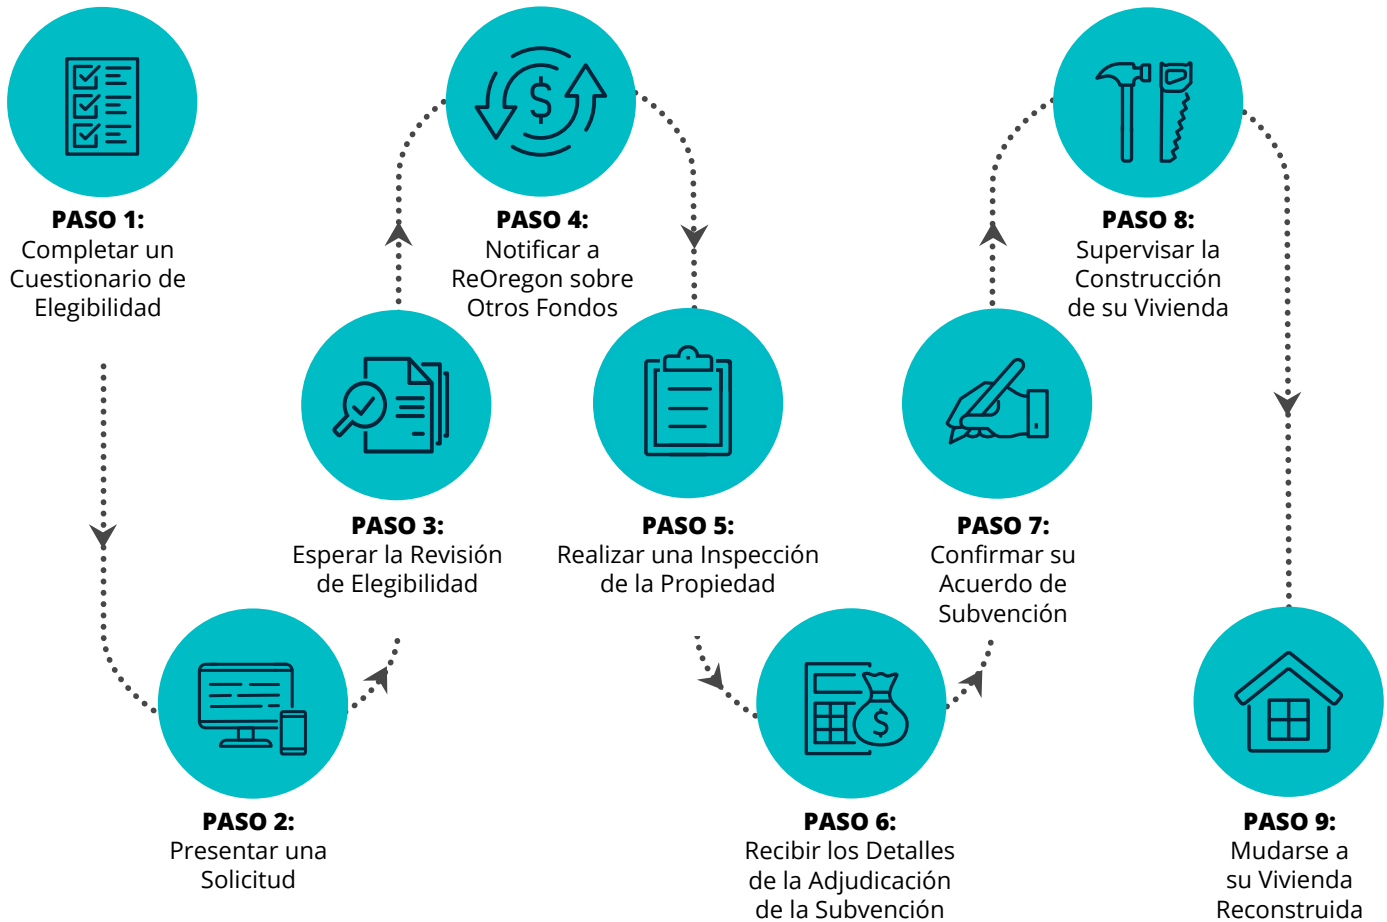 PASO 1:
Completar un
Cuestionario de
Elegibilidad
PASO 2:
Presentar una
Solicitud
PASO 3:
Esperar la Revisión
de Elegibilidad
PASO 4:
Notificar a
ReOregon sobre
Otros Fondos
PASO 5:
Realizar una Inspección
de la Propiedad
PASO 6:
Recibir los Detalles
de la Adjudicación
de la Subvención
PASO 7:
Confirmar su
Acuerdo de
Subvención
PASO 8:
Supervisar la
Construcción
de su Vivienda
PASO 9:
Mudarse a
su Vivienda
Reconstruida